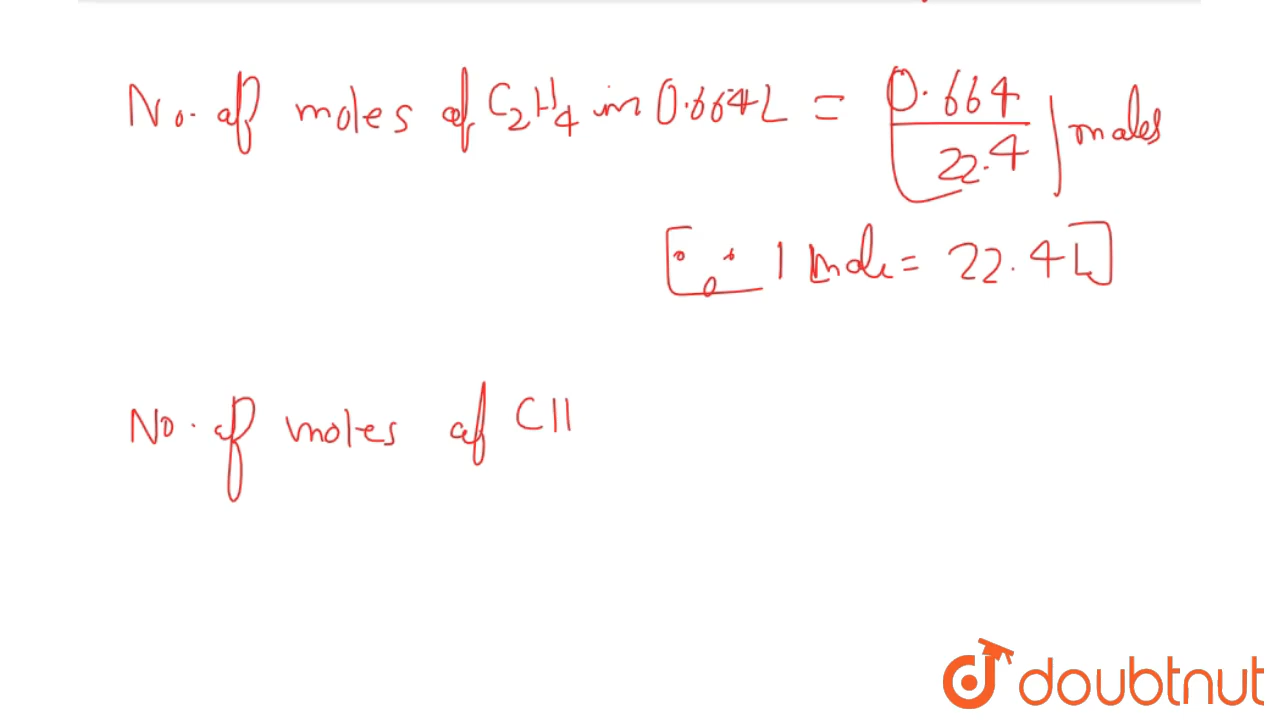 No. of moles of C2H4 in 0.664L = 0.664/22.4 moles
[∵ 1 mole = 22.4L]
No. of moles of CH
doubtnut